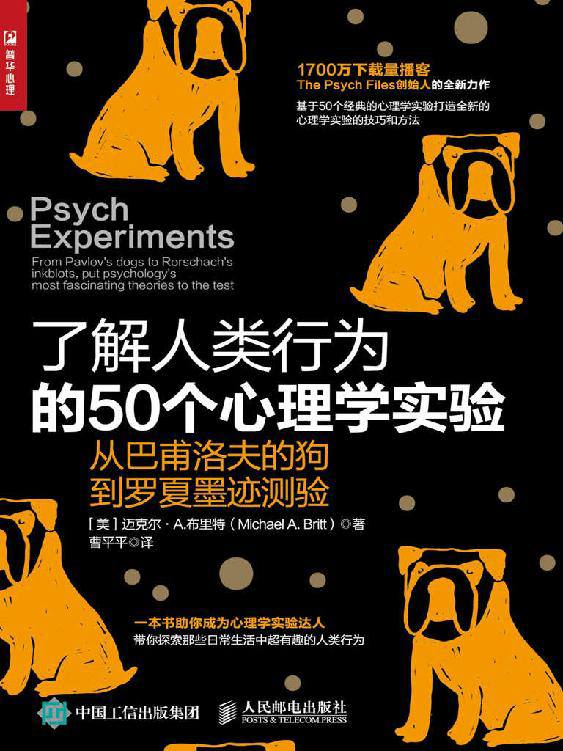 普华心理
1700万下载量播客
The Psych Files创始人的全新力作
基于50个经典的心理学实验打造全新的
心理学实验的技巧和方法
Psych
Experiments
From Pavlov's dogs to Rorschach's
inkblots, put psychology's
most fascinating theories to the test
了解人类行为
的50个心理学实验
从巴甫洛夫的狗
到罗夏墨迹测验
［美］迈克尔·A.布里特（Michael A. Britt）著
曹平平 译
一本书助你成为心理学实验达人
带你探索那些日常生活中超有趣的人类行为
中国工信出版集团
人民邮电出版社
POSTS & TELECOM PRESS